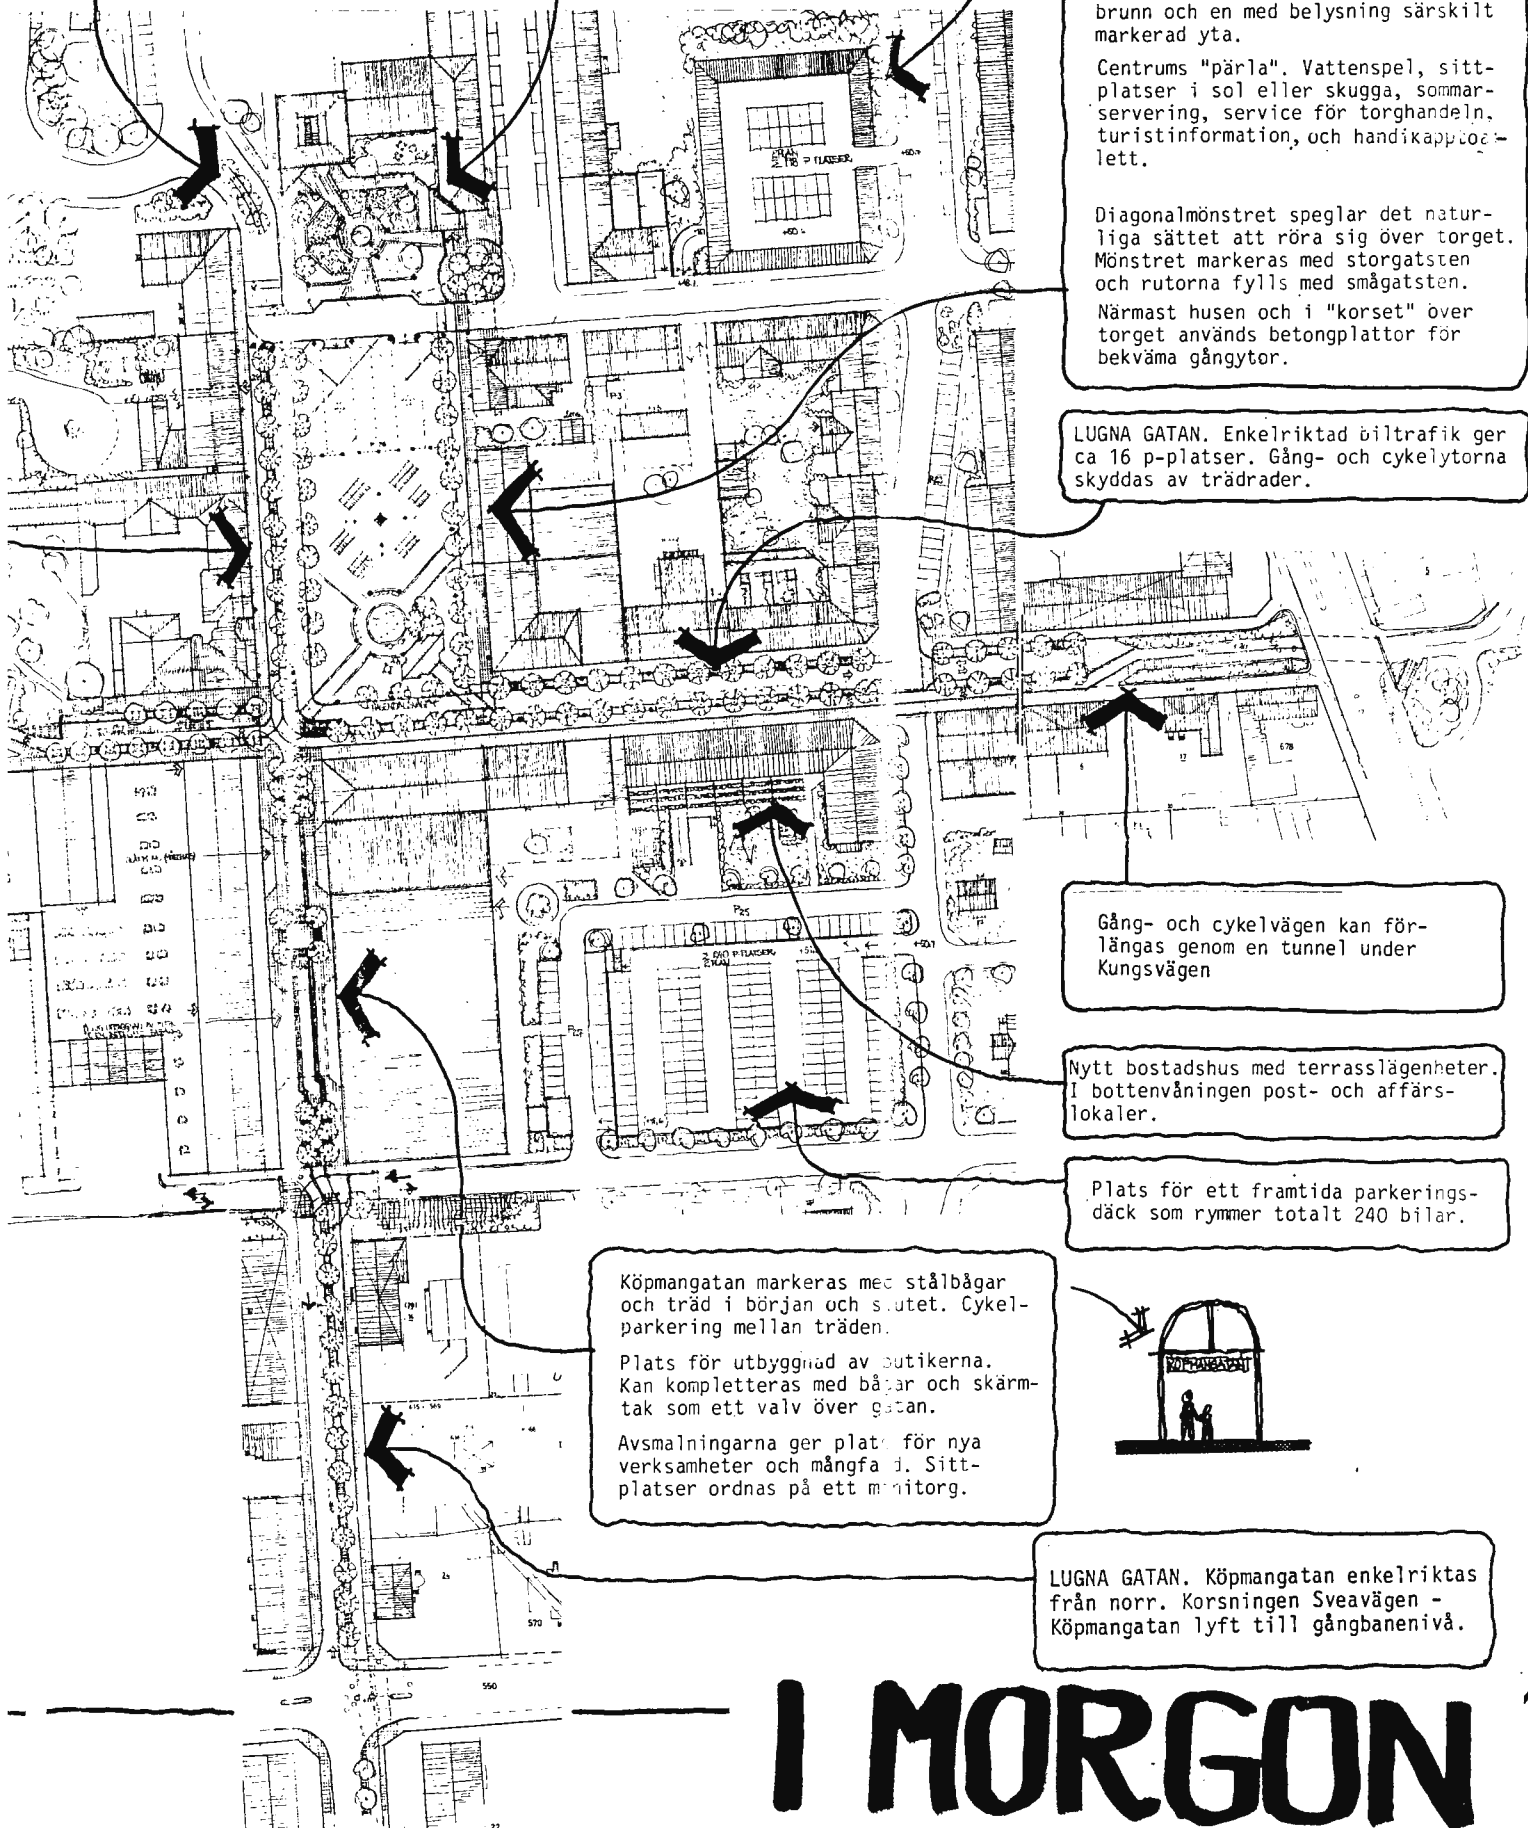 brunn och en med belysning särskilt
markerad yta.
Centrums "pärla". Vattenspel, sitt-
platser i sol eller skugga, sommar-
servering, service för torghandeln,
turistinformation, och handikapptoa-
lett.
Diagonalmönstret speglar det natur-
liga sättet att röra sig över torget.
Mönstret markeras med storgatsten
och rutorna fylls med smågatsten.
Närmast husen och i "korset" över
torget används betongplattor för
bekväma gångytor.
LUGNA GATAN. Enkelriktad biltrafik ger
ca 16 p-platser. Gång- och cykelytorna
skyddas av trädrader.
Gång- och cykelvägen kan för-
längas genom en tunnel under
Kungsvägen
Nytt bostadshus med terrasslägenheter.
I bottenvåningen post- och affärs-
lokaler.
Plats för ett framtida parkerings-
däck som rymmer totalt 240 bilar.
Köpmangatan markeras med stålbågar
och träd i början och slutet. Cykel-
parkering mellan träden.
Plats för utbyggnad av butikerna.
Kan kompletteras med bågar och skärm-
tak som ett valv över gatan.
Avsmalningarna ger plats för nya
verksamheter och mångfald. Sitt-
platser ordnas på ett minitorg.
KÖPMANGATAN
LUGNA GATAN. Köpmangatan enkelriktas
från norr. Korsningen Sveavägen -
Köpmangatan lyft till gångbanenivå.
P25
570
550
678
I MORGON